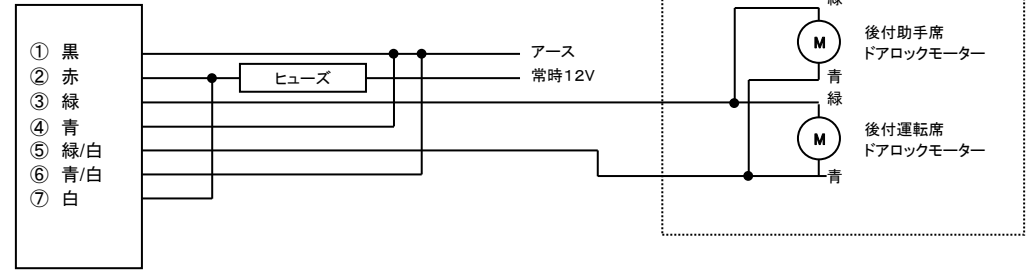 緑
① 黒
② 赤
③ 緑
④ 青
⑤ 緑/白
⑥ 青/白
⑦ 白
アース
ヒューズ
常時12V
M
後付助手席
ドアロックモーター
青
緑
M
後付運転席
ドアロックモーター
青